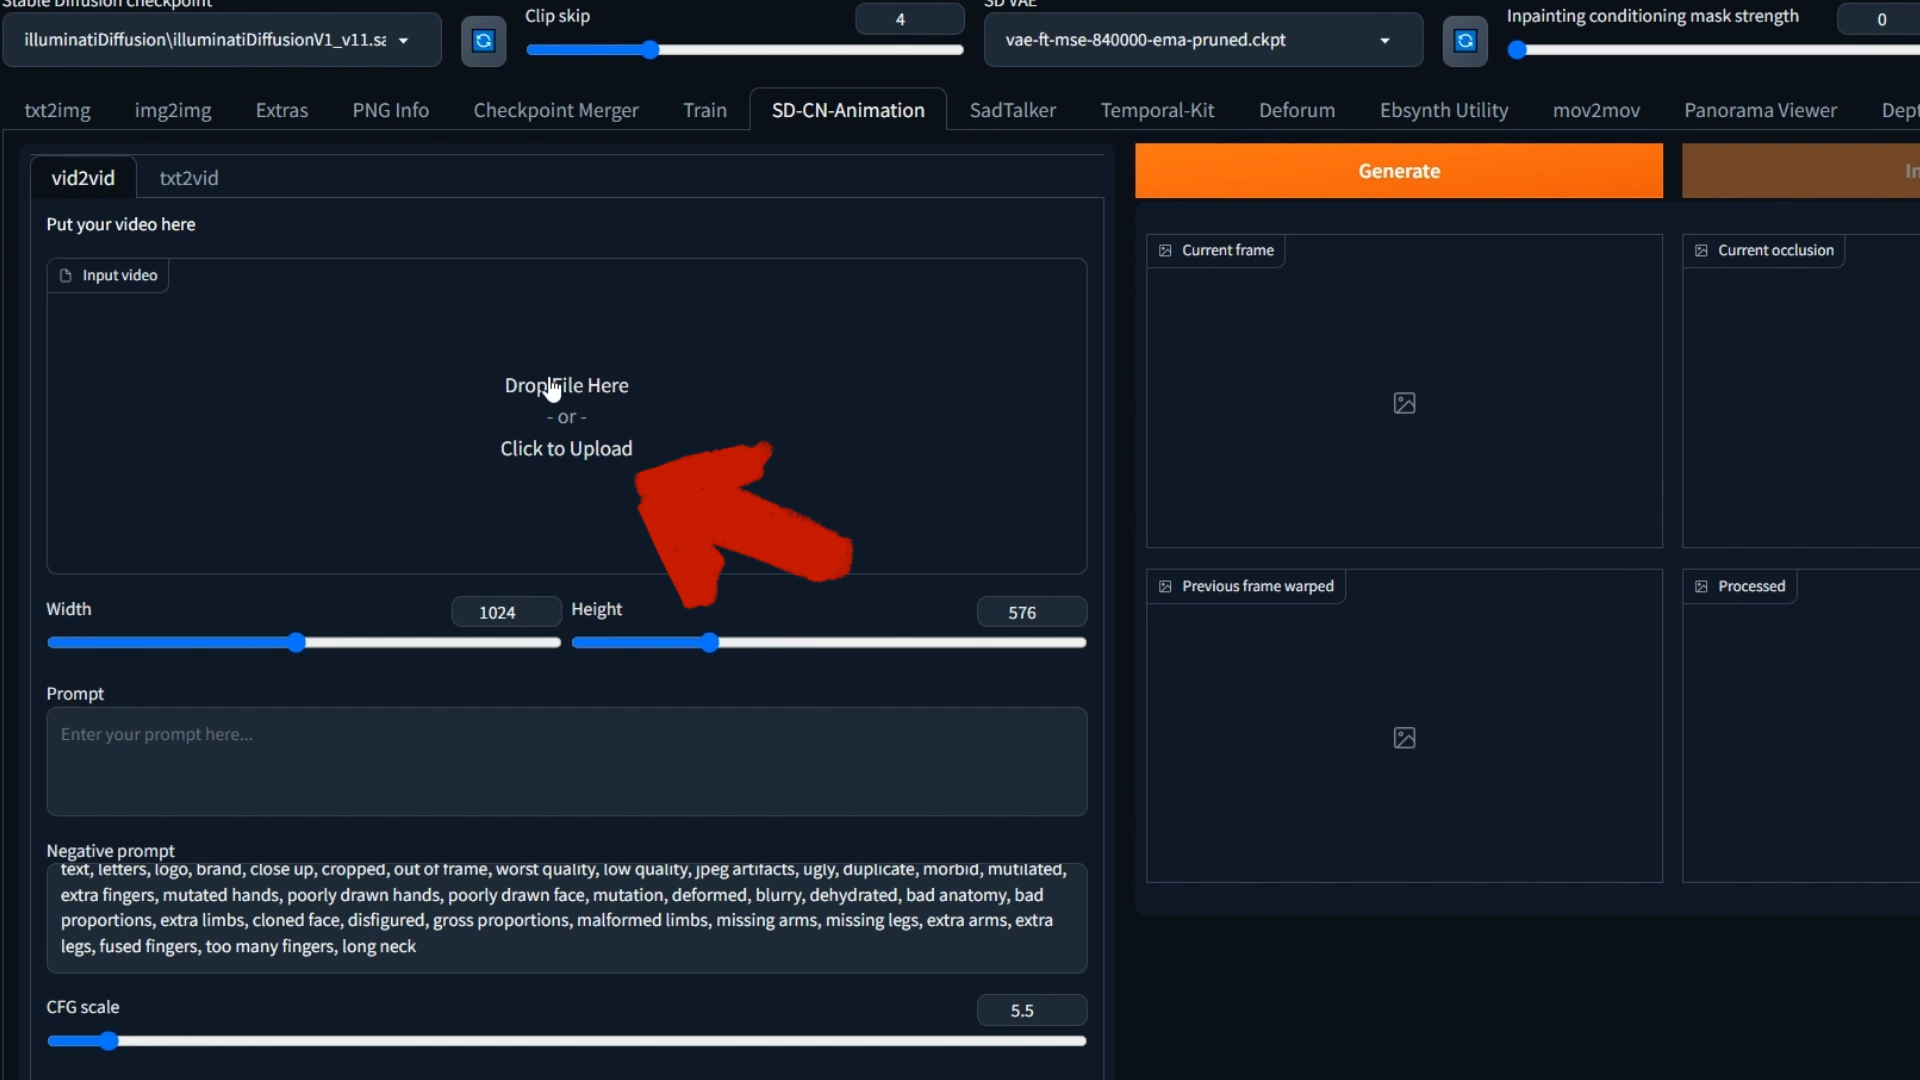 Stable Diffusion checkpoint
Clip skip
4
SD VAE
Inpainting conditioning mask strength
0
illuminatiDiffusion\illuminatiDiffusionV1_v11.sa
vae-ft-mse-840000-ema-pruned.ckpt
txt2img
img2img
Extras
PNG Info
Checkpoint Merger
Train
SD-CN-Animation
SadTalker
Temporal-Kit
Deforum
Ebsynth Utility
mov2mov
Panorama Viewer
Dept
vid2vid
txt2vid
Generate
In
Put your video here
Input video
Current frame
Current occlusion
Drop File Here
- or -
Click to Upload
Width
1024
Height
576
Previous frame warped
Processed
Prompt
Enter your prompt here...
Negative prompt
text, letters, logo, brand, close up, cropped, out of frame, worst quality, low quality, jpeg artifacts, ugly, duplicate, morbid, mutilated,
extra fingers, mutated hands, poorly drawn hands, poorly drawn face, mutation, deformed, blurry, dehydrated, bad anatomy, bad
proportions, extra limbs, cloned face, disfigured, gross proportions, malformed limbs, missing arms, missing legs, extra arms, extra
legs, fused fingers, too many fingers, long neck
CFG scale
5.5